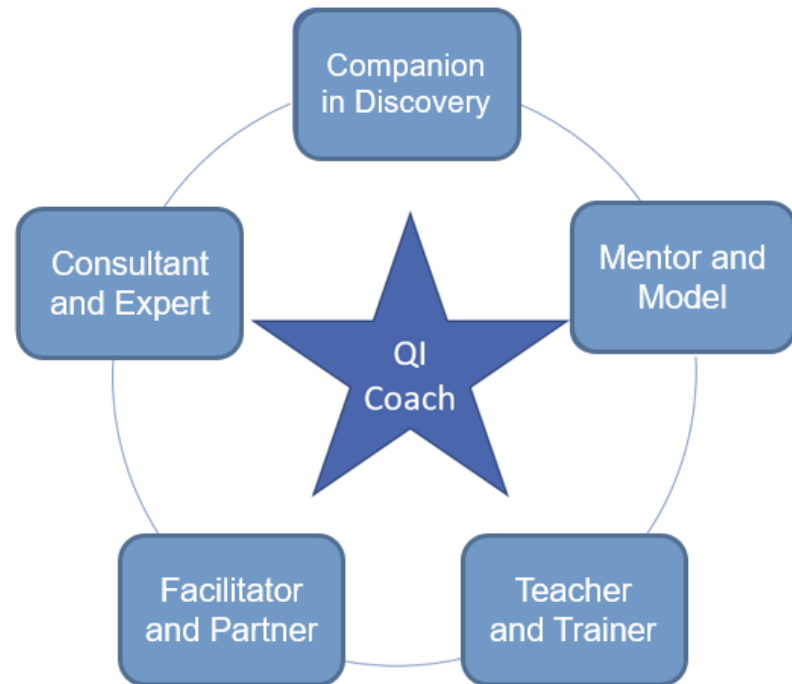 Companion
in Discovery
Mentor and
Model
Teacher
and Trainer
Facilitator
and Partner
Consultant
and Expert
QI
Coach